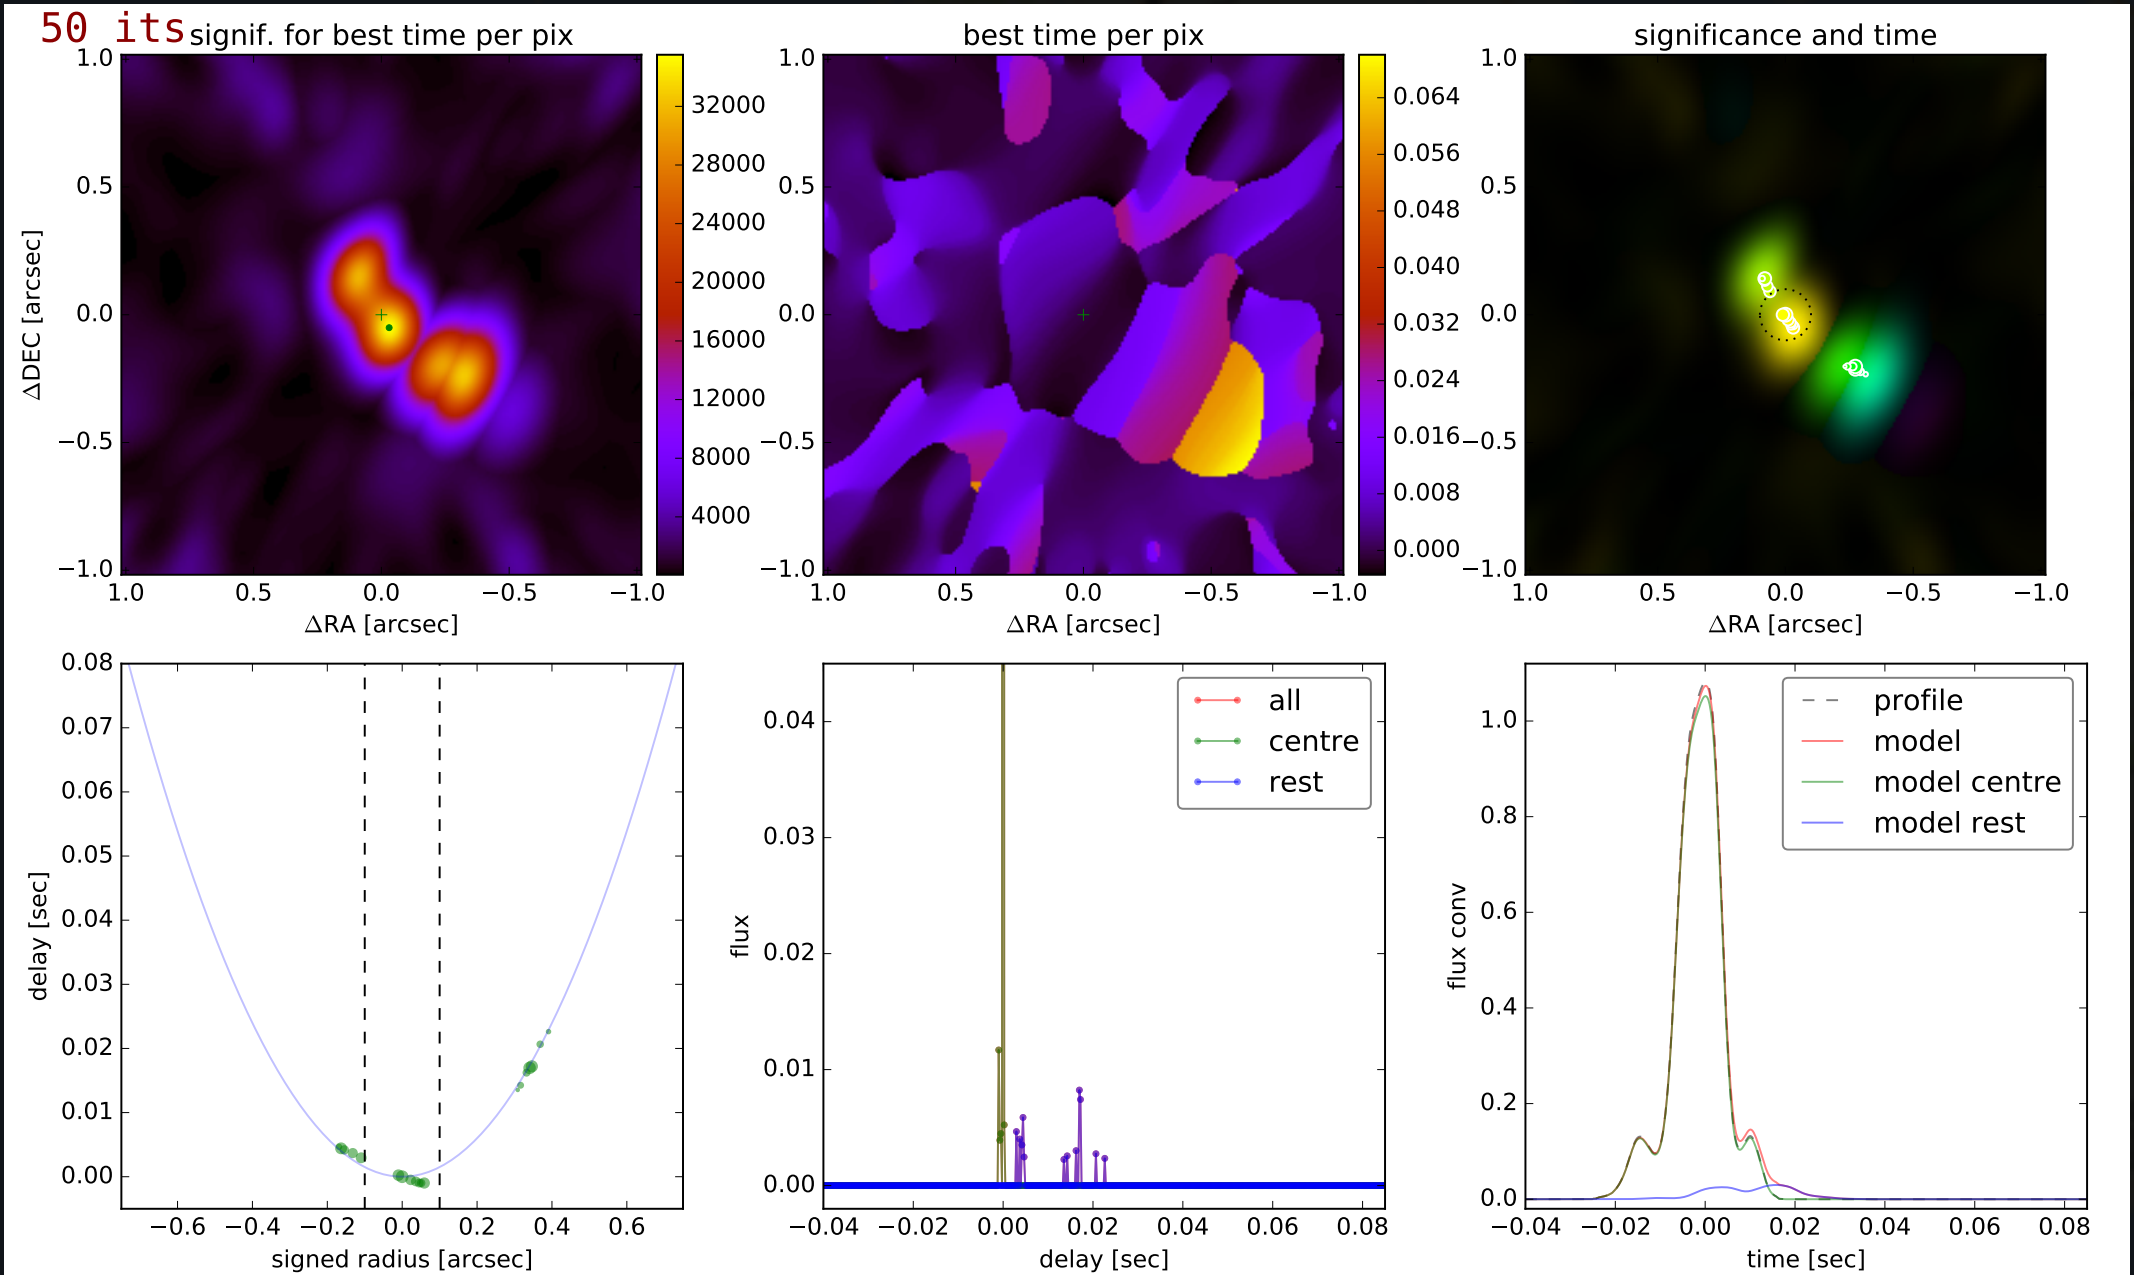 50 its
signif. for best time per pix
1.0
0.5
0.0
−0.5
−1.0
1.0 0.5 0.0 −0.5 −1.0
ΔRA [arcsec]
ΔDEC [arcsec]
32000
28000
24000
20000
16000
12000
8000
4000
best time per pix
1.0
0.5
0.0
−0.5
−1.0
1.0 0.5 0.0 −0.5 −1.0
ΔRA [arcsec]
0.064
0.056
0.048
0.040
0.032
0.024
0.016
0.008
0.000
significance and time
1.0
0.5
0.0
−0.5
−1.0
1.0 0.5 0.0 −0.5 −1.0
ΔRA [arcsec]
0.08
0.07
0.06
0.05
0.04
0.03
0.02
0.01
0.00
−0.6 −0.4 −0.2 0.0 0.2 0.4 0.6
signed radius [arcsec]
delay [sec]
0.04
0.03
0.02
0.01
0.00
−0.04 −0.02 0.00 0.02 0.04 0.06 0.08
delay [sec]
flux
all
centre
rest
1.0
0.8
0.6
0.4
0.2
0.0
−0.04 −0.02 0.00 0.02 0.04 0.06 0.08
time [sec]
flux conv
profile
model
model centre
model rest